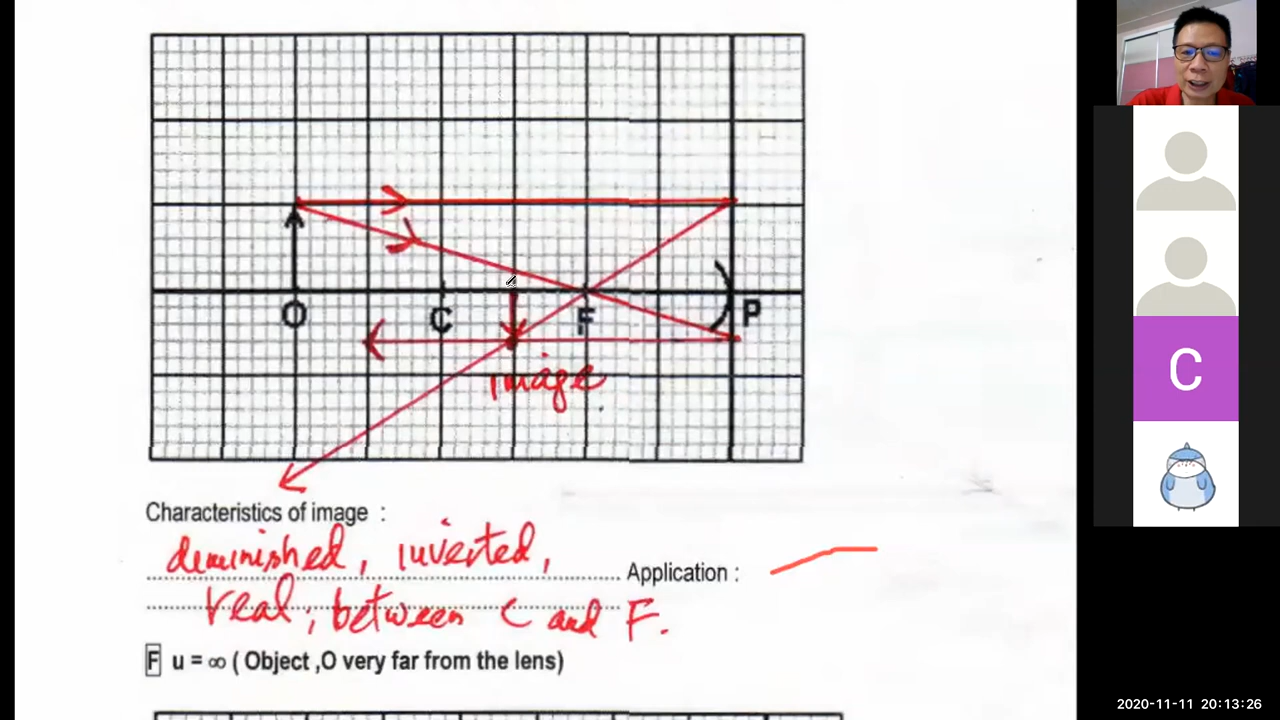 O
C
F
P
image
Characteristics of image :
diminished, inverted,
Application :
real, between C and F.
F u = ∞ ( Object ,O very far from the lens)
C
2020-11-11 20:13:26